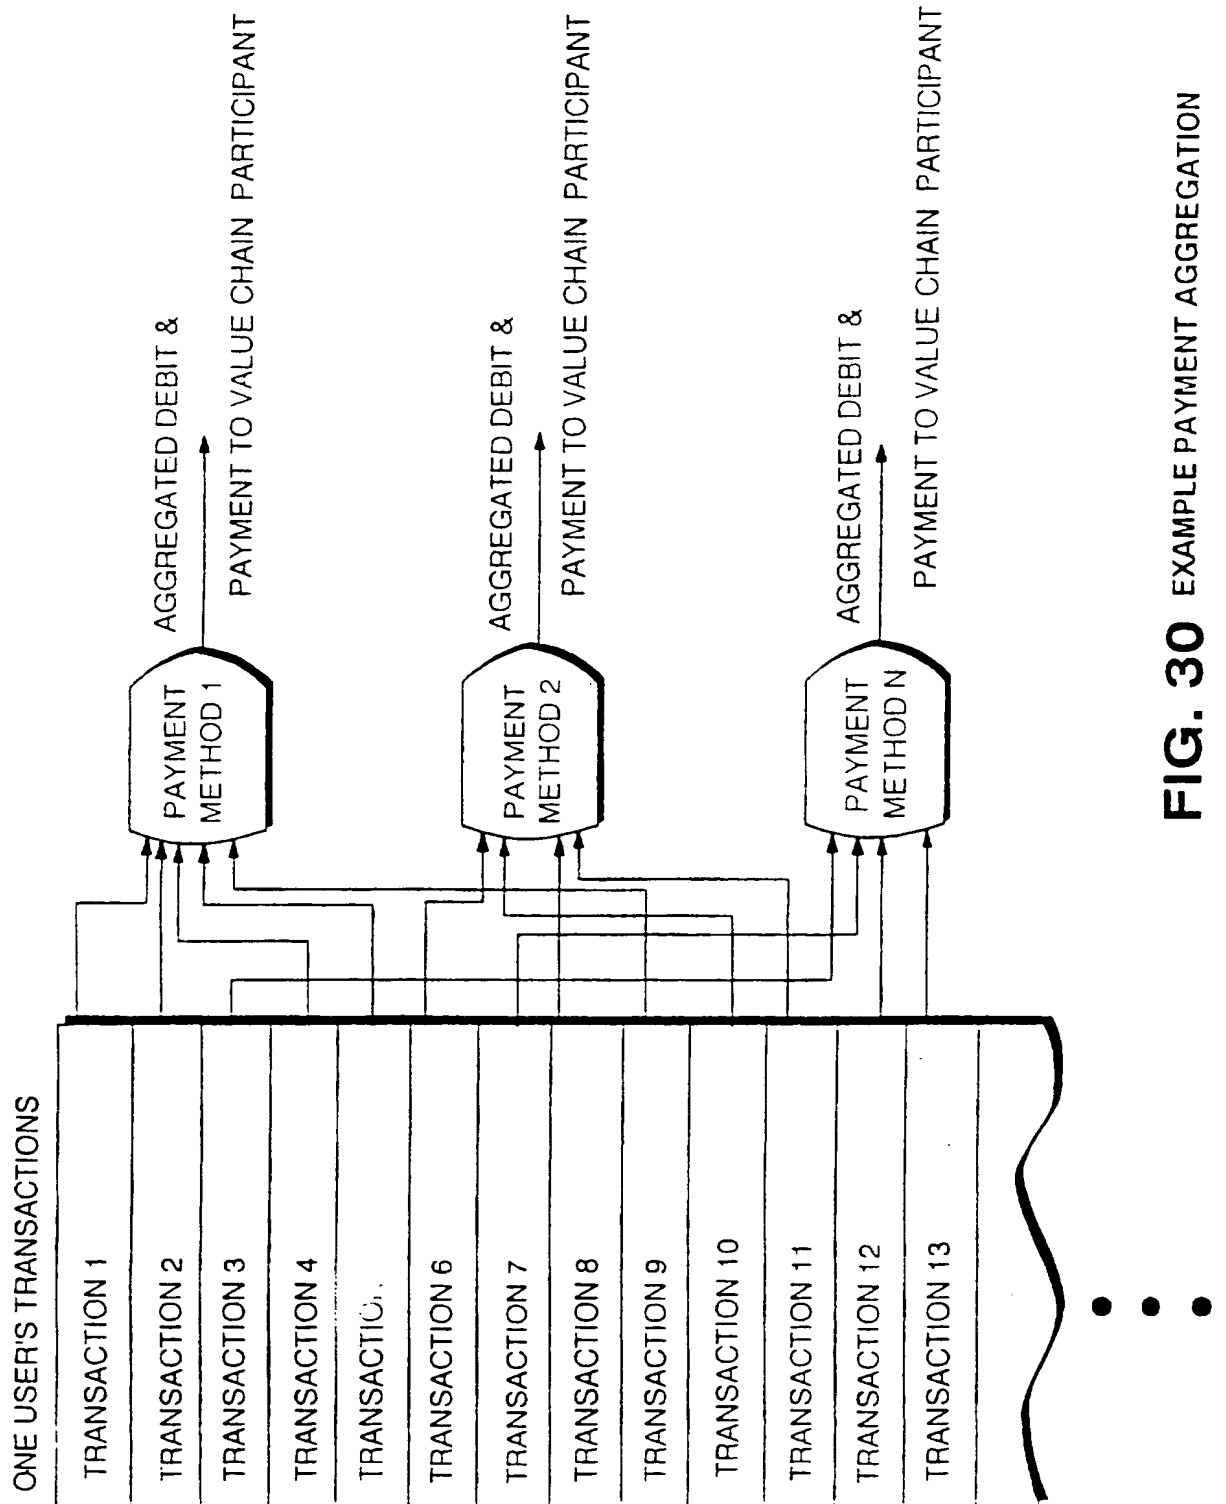 ONE USER'S TRANSACTIONS
TRANSACTION 1
TRANSACTION 2
TRANSACTION 3
TRANSACTION 4
TRANSACTION 6
TRANSACTION 7
TRANSACTION 8
TRANSACTION 9
TRANSACTION 10
TRANSACTION 11
TRANSACTION 12
TRANSACTION 13
PAYMENT
METHOD 1
AGGREGATED DEBIT &
PAYMENT TO VALUE CHAIN PARTICIPANT
PAYMENT
METHOD 2
AGGREGATED DEBIT &
PAYMENT TO VALUE CHAIN PARTICIPANT
PAYMENT
METHOD N
AGGREGATED DEBIT &
PAYMENT TO VALUE CHAIN PARTICIPANT
FIG. 30 EXAMPLE PAYMENT AGGREGATION